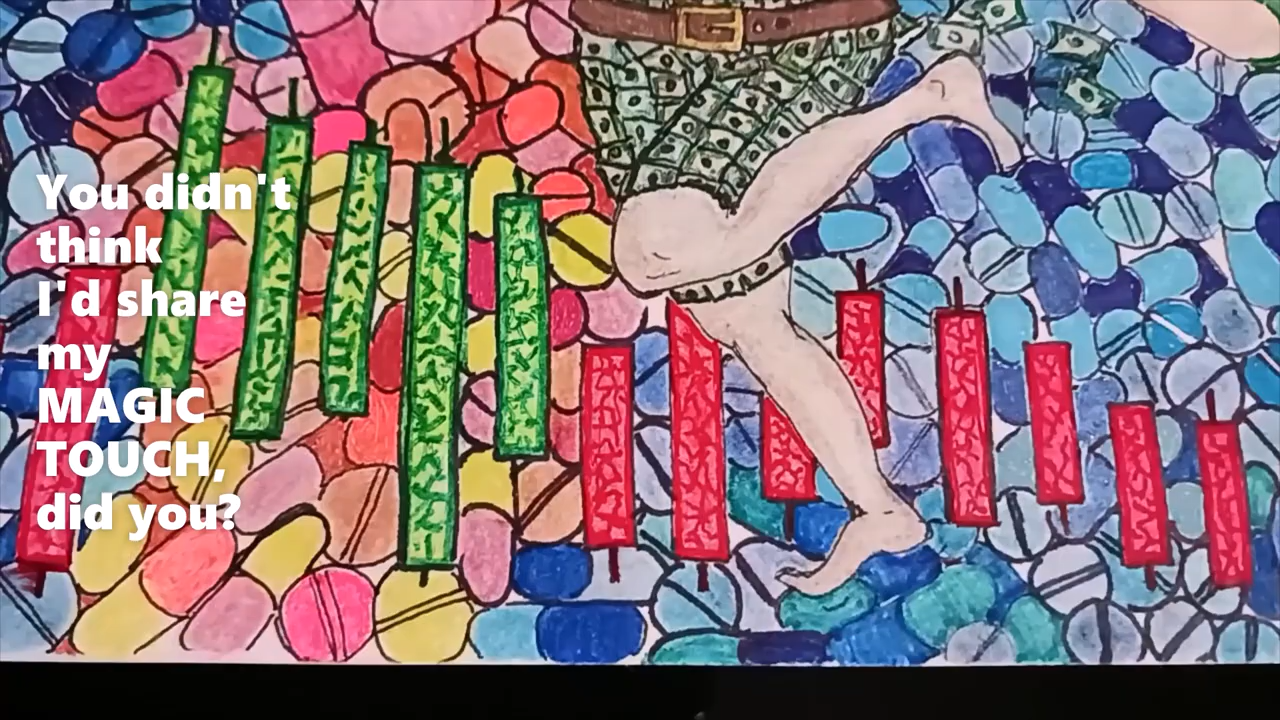 You didn't
think
I'd share
my
MAGIC
TOUCH,
did you?